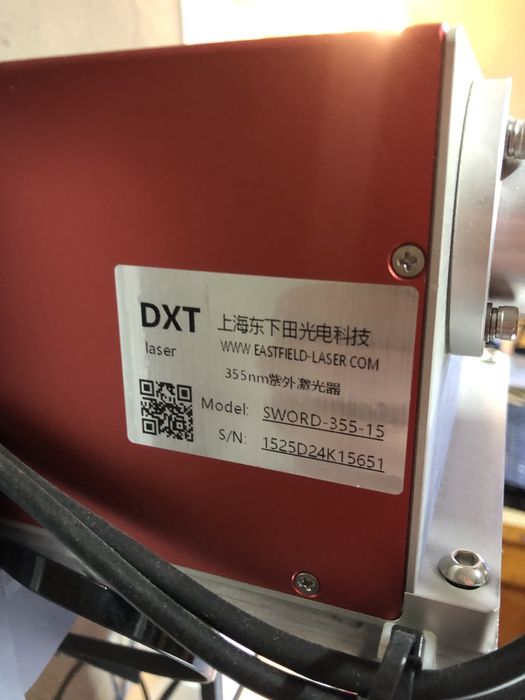 DXT
laser
上海东下田光电科技
WWW.EASTFIELD-LASER.COM
355nm紫外激光器
Model: SWORD-355-15
S/N: 1525D24K15651